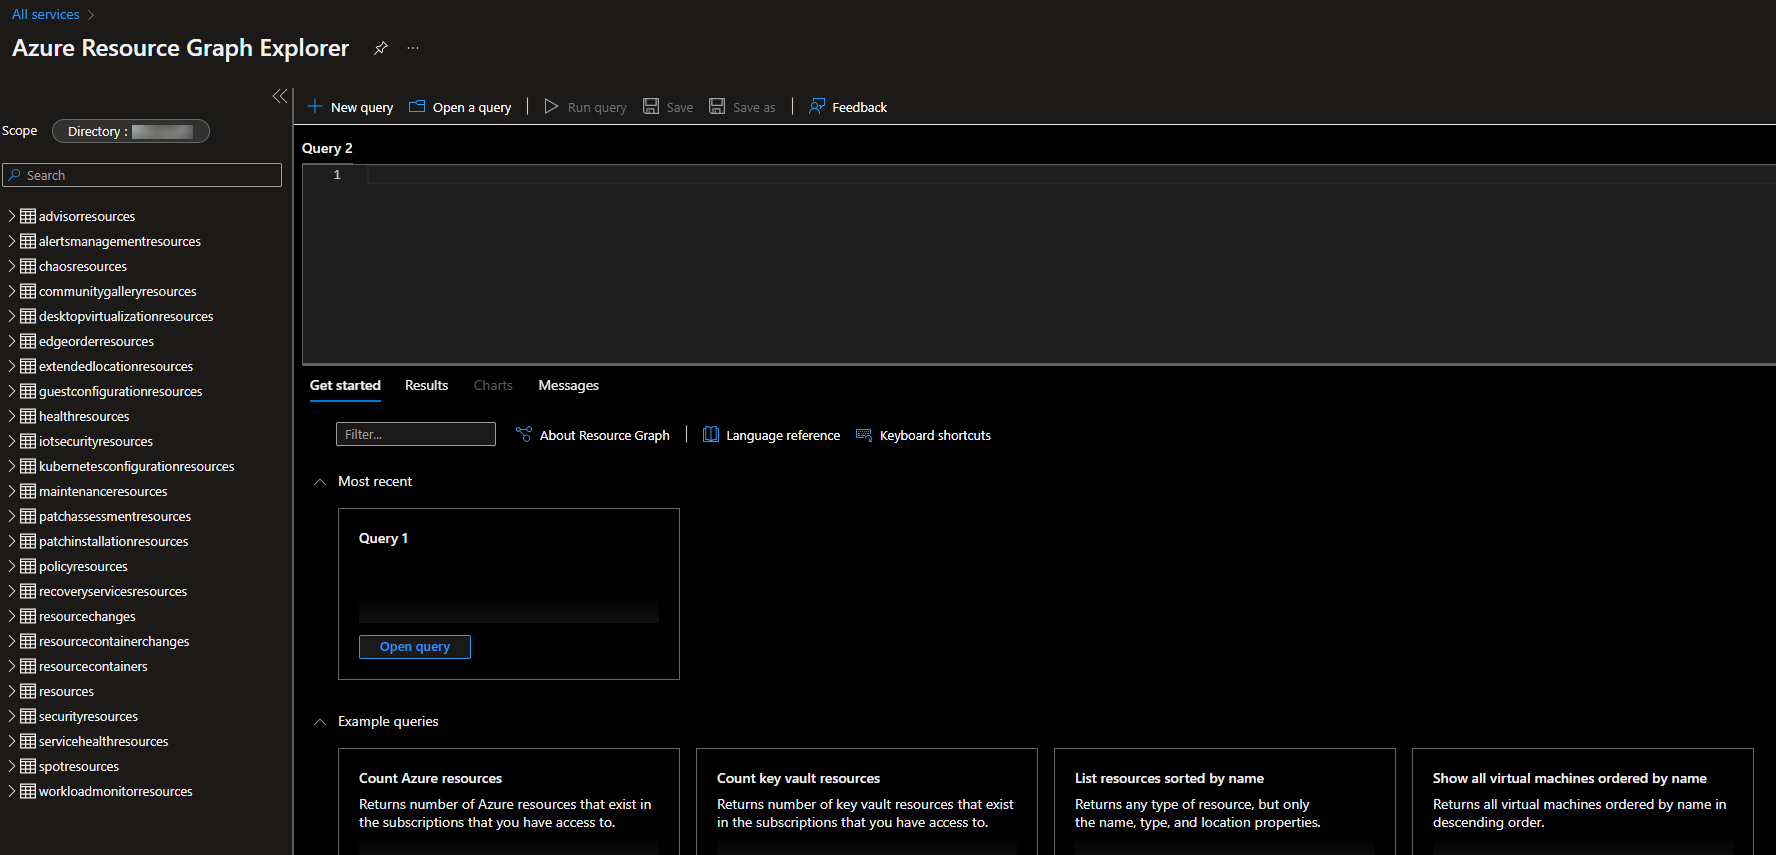 All services
Azure Resource Graph Explorer
Scope
Directory :
Search
advisorresources
alertsmanagementresources
chaosresources
communitygalleryresources
desktopvirtualizationresources
edgeorderresources
extendedlocationresources
guestconfigurationresources
healthresources
iotsecurityresources
kubernetesconfigurationresources
maintenanceresources
patchassessmentresources
patchinstallationresources
policyresources
recoveryservicesresources
resourcechanges
resourcecontainerchanges
resourcecontainers
resources
securityresources
servicehealthresources
spotresources
workloadmonitorresources
New query Open a query Run query Save Save as Feedback
Query 2
1
Get started Results Charts Messages
Filter... About Resource Graph Language reference Keyboard shortcuts
Most recent
Query 1
Open query
Example queries
Count Azure resources
Returns number of Azure resources that exist in
the subscriptions that you have access to.
Count key vault resources
Returns number of key vault resources that exist
in the subscriptions that you have access to.
List resources sorted by name
Returns any type of resource, but only
the name, type, and location properties.
Show all virtual machines ordered by name
Returns all virtual machines ordered by name in
descending order.